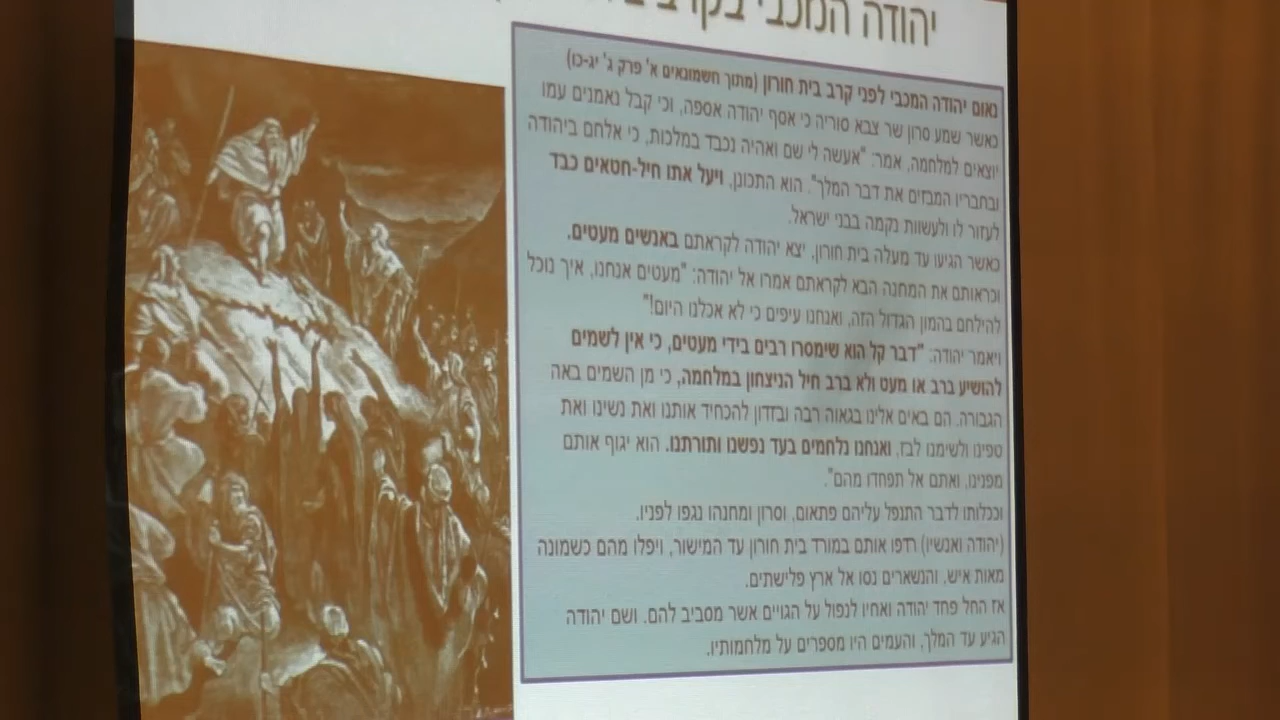 יהודה המכבי בקרב
נאום יהודה המכבי לפני קרב בית חורון (מתוך חשמונאים א' פרק ג' יג-כו)
כאשר שמע סרון שר צבא סוריה כי אסף יהודה אספה, וכי קבל נאמנים עמו
יוצאים למלחמה, אמר: "אעשה לי שם ואהיה נכבד במלכות, כי אלחם ביהודה
ובחבריו המבזים את דבר המלך". הוא התכונן, ויעל אתו חיל-חטאים כבד
לעזור לו ולעשוות נקמה בבני ישראל.
כאשר הגיעו עד מעלה בית חורון, יצא יהודה לקראתם באנשים מעטים.
וכראותם את המחנה הבא לקראתם אמרו אל יהודה: "מעטים אנחנו, איך נוכל
להילחם בהמון הגדול הזה, ואנחנו עיפים כי לא אכלנו היום!"
ויאמר יהודה: "דבר קל הוא שימסרו רבים בידי מעטים, כי אין לשמים
להושיע ברב או מעט ולא ברב חיל הניצחון במלחמה, כי מן השמים באה
הגבורה. הם באים אלינו בגאוה רבה ובזדון להכחיד אותנו ואת נשינו ואת
טפינו ולשימנו לבז, ואנחנו נלחמים בעד נפשנו ותורתנו. הוא יגוף אותם
מפנינו, ואתם אל תפחדו מהם".
וככלותו לדבר התנפל עליהם פתאום, וסרון ומחנהו נגפו לפניו.
(יהודה ואנשיו) רדפו אותם במורד בית חורון עד המישור, ויפלו מהם כשמונה
מאות איש. והנשארים נסו אל ארץ פלישתים.
אז החל פחד יהודה ואחיו לנפול על הגויים אשר מסביב להם. ושם יהודה
הגיע עד המלך, והעמים היו מספרים על מלחמותיו.